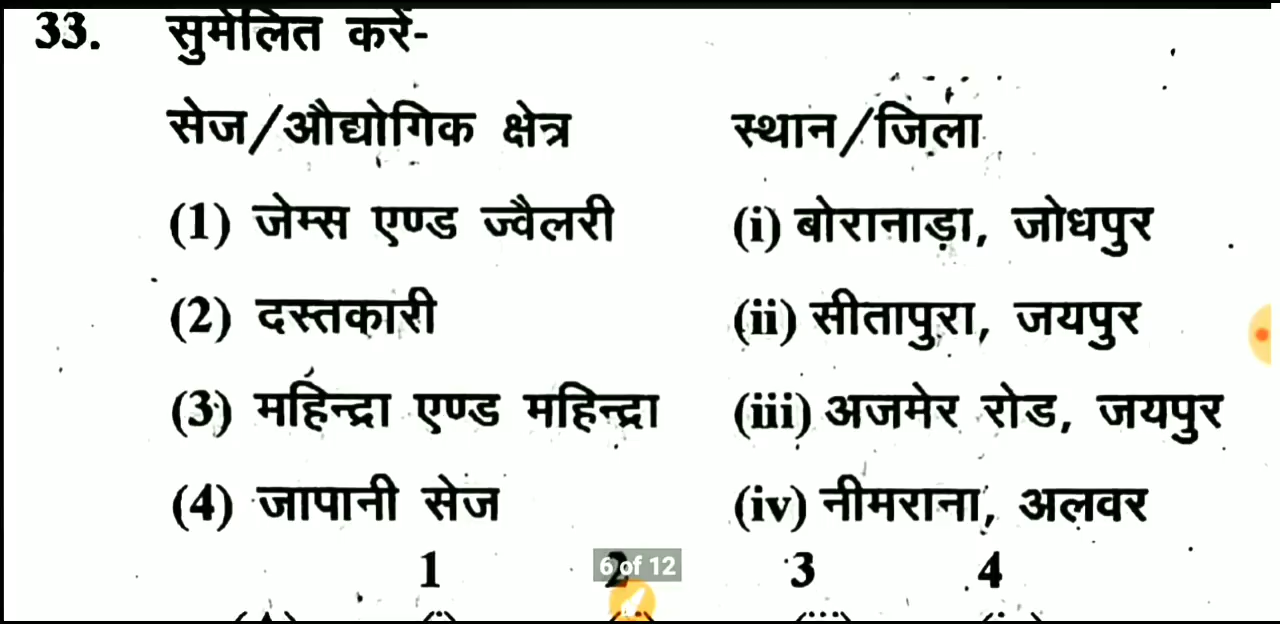 33. सुमेलित करें-
सेज/औद्योगिक क्षेत्र स्थान/जिला
(1) जेम्स एण्ड ज्वैलरी (i) बोरानाड़ा, जोधपुर
(2) दस्तकारी (ii) सीतापुरा, जयपुर
(3) महिन्द्रा एण्ड महिन्द्रा (iii) अजमेर रोड, जयपुर
(4) जापानी सेज (iv) नीमराना, अलवर
1 2 3 4
6 of 12